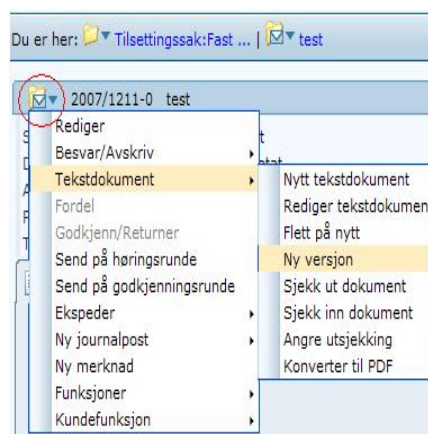 Du er her: Tilsettingssak:Fast ... | test
2007/1211-0 test
Rediger
Besvar/Avskriv
Tekstdokument
Fordel
Godkjenn/Returner
Send på høringsrunde
Send på godkjenningsrunde
Ekspeder
Ny journalpost
Ny merknad
Funksjoner
Kundefunksjon
Nytt tekstdokument
Rediger tekstdokumen
Flett på nytt
Ny versjon
Sjekk ut dokument
Sjekk inn dokument
Angre utsjekking
Konverter til PDF